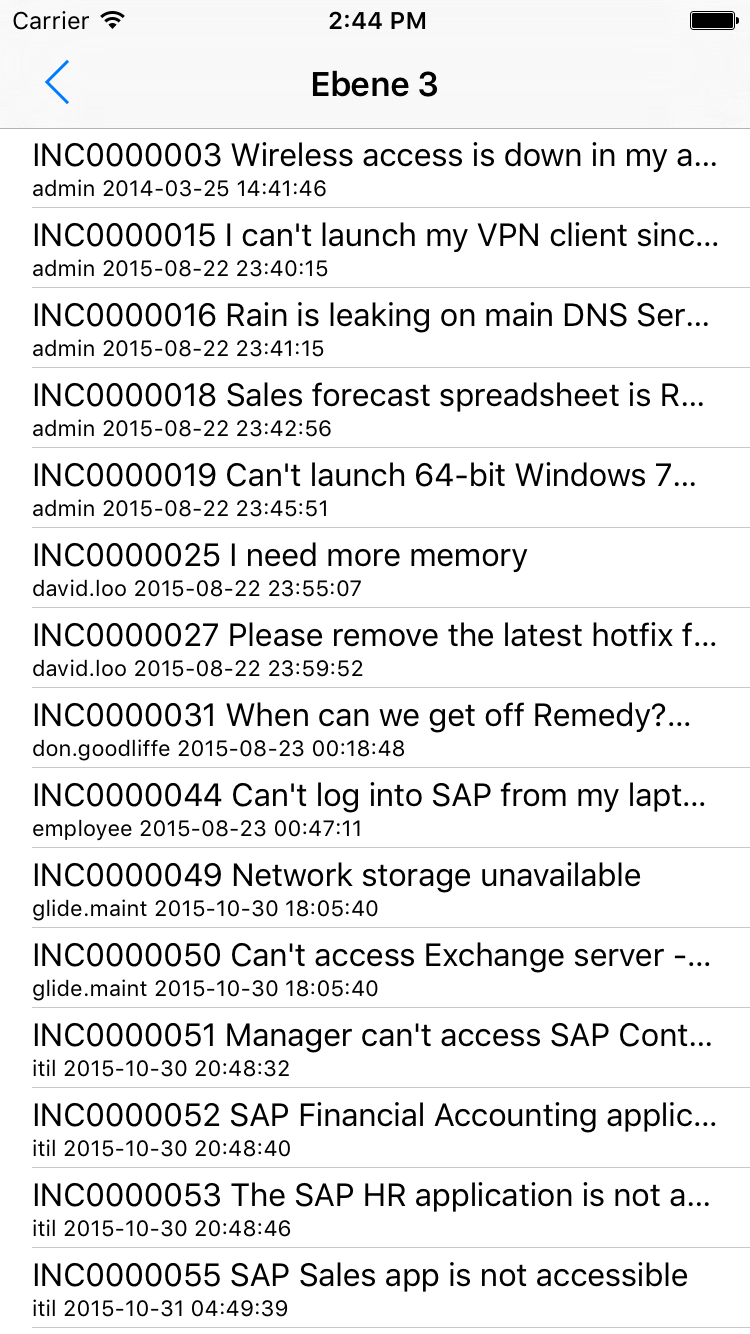 Carrier 2:44 PM
Ebene 3
INC0000003 Wireless access is down in my a...
admin 2014-03-25 14:41:46
INC0000015 I can't launch my VPN client sinc...
admin 2015-08-22 23:40:15
INC0000016 Rain is leaking on main DNS Ser...
admin 2015-08-22 23:41:15
INC0000018 Sales forecast spreadsheet is R...
admin 2015-08-22 23:42:56
INC0000019 Can't launch 64-bit Windows 7...
admin 2015-08-22 23:45:51
INC0000025 I need more memory
david.loo 2015-08-22 23:55:07
INC0000027 Please remove the latest hotfix f...
david.loo 2015-08-22 23:59:52
INC0000031 When can we get off Remedy?...
don.goodliffe 2015-08-23 00:18:48
INC0000044 Can't log into SAP from my lapt...
employee 2015-08-23 00:47:11
INC0000049 Network storage unavailable
glide.maint 2015-10-30 18:05:40
INC0000050 Can't access Exchange server -...
glide.maint 2015-10-30 18:05:40
INC0000051 Manager can't access SAP Cont...
itil 2015-10-30 20:48:32
INC0000052 SAP Financial Accounting applic...
itil 2015-10-30 20:48:40
INC0000053 The SAP HR application is not a...
itil 2015-10-30 20:48:46
INC0000055 SAP Sales app is not accessible
itil 2015-10-31 04:49:39